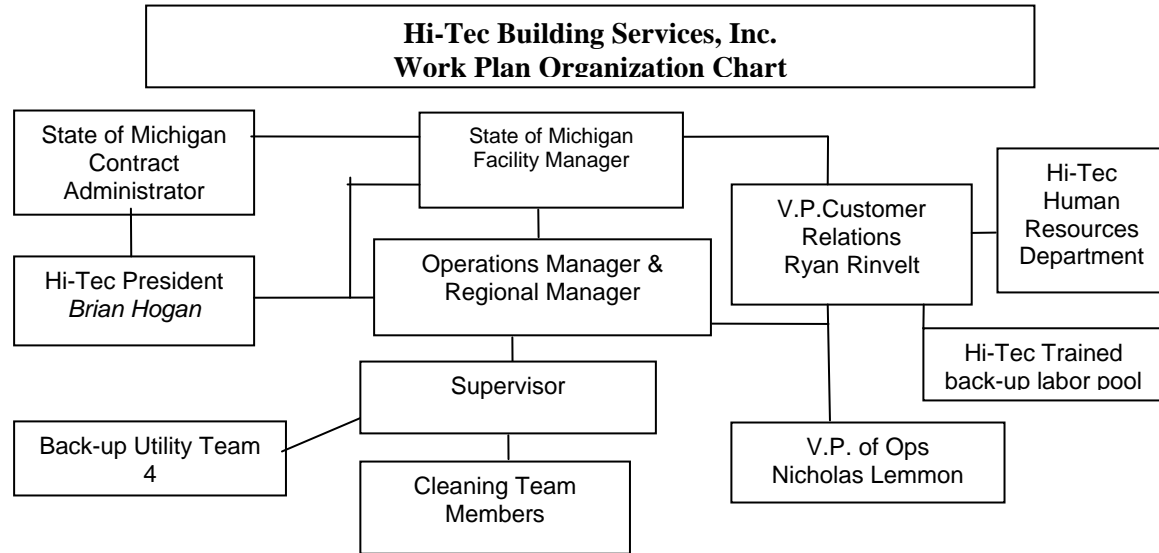 Hi-Tec Building Services, Inc.
Work Plan Organization Chart
State of Michigan
Contract
Administrator
State of Michigan
Facility Manager
Hi-Tec
Human
Resources
Department
V.P.Customer
Relations
Ryan Rinvelt
Hi-Tec President
Brian Hogan
Operations Manager &
Regional Manager
Hi-Tec Trained
back-up labor pool
Supervisor
Back-up Utility Team
4
V.P. of Ops
Nicholas Lemmon
Cleaning Team
Members